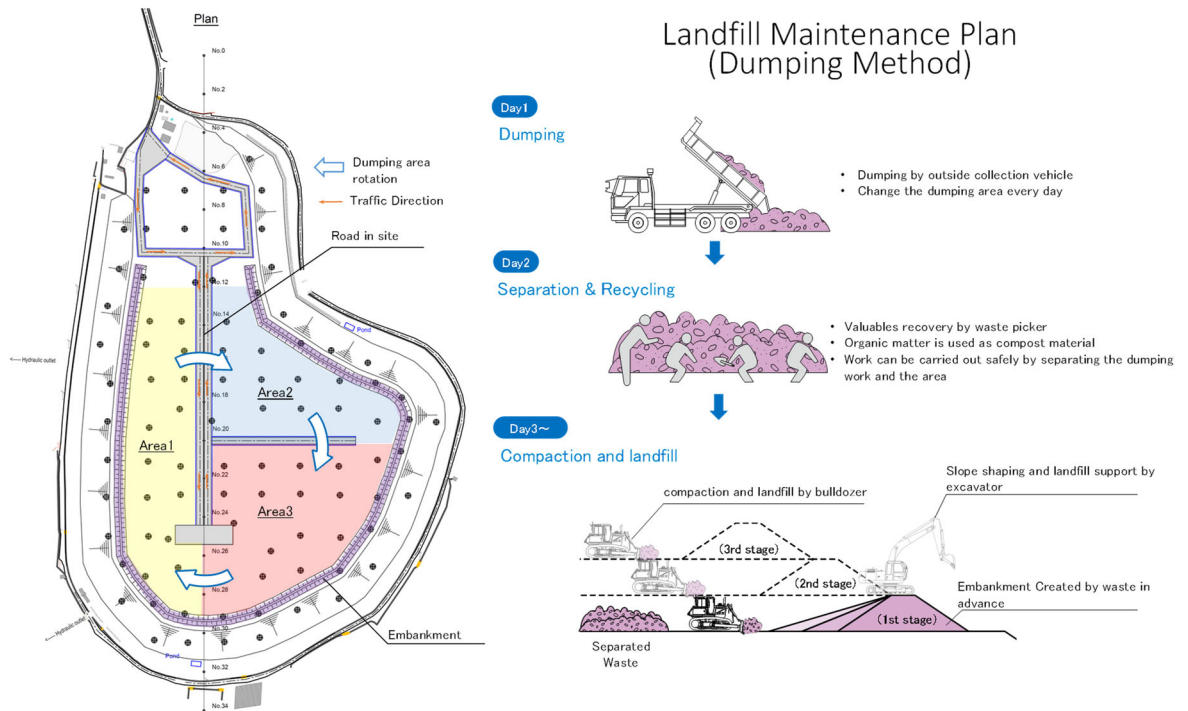 Plan
No.0
No.2
No.4
No.6
No.8
No.10
No.12
No.14
No.18
No.20
No.22
No.24
No.26
No.28
No.30
No.32
No.34
Dumping area
rotation
Traffic Direction
Road in site
Pond
Hydraulic outlet
Area1
Area2
Area3
Embankment
Hydraulic outlet
Pond
Landfill Maintenance Plan
(Dumping Method)
Day1
Dumping
• Dumping by outside collection vehicle
• Change the dumping area every day
Day2
Separation & Recycling
• Valuables recovery by waste picker
• Organic matter is used as compost material
• Work can be carried out safely by separating the dumping
work and the area
Day3~
Compaction and landfill
compaction and landfill by bulldozer
Slope shaping and landfill support by
excavator
(3rd stage)
(2nd stage)
(1st stage)
Embankment Created by waste in
advance
Separated
Waste